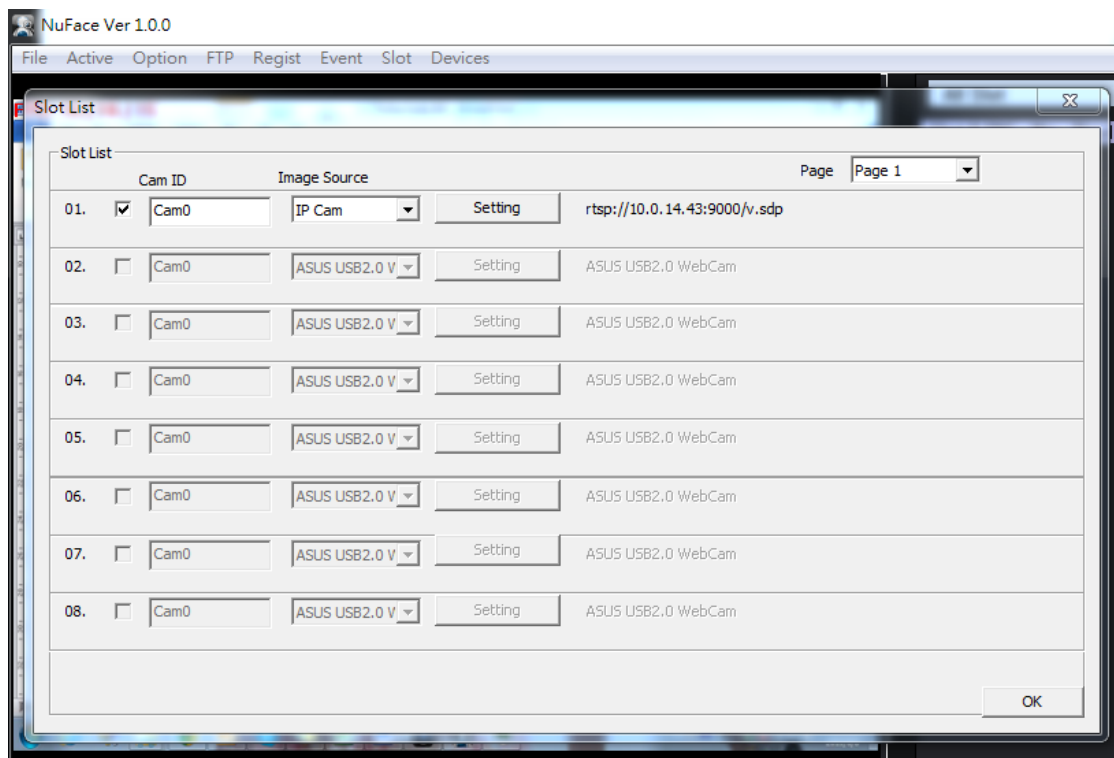 NuFace Ver 1.0.0
File Active Option FTP Regist Event Slot Devices
Slot List
Slot List
Page Page 1
Cam ID Image Source
01. Cam0 IP Cam Setting rtsp://10.0.14.43:9000/v.sdp
02. Cam0 ASUS USB2.0 V Setting ASUS USB2.0 WebCam
03. Cam0 ASUS USB2.0 V Setting ASUS USB2.0 WebCam
04. Cam0 ASUS USB2.0 V Setting ASUS USB2.0 WebCam
05. Cam0 ASUS USB2.0 V Setting ASUS USB2.0 WebCam
06. Cam0 ASUS USB2.0 V Setting ASUS USB2.0 WebCam
07. Cam0 ASUS USB2.0 V Setting ASUS USB2.0 WebCam
08. Cam0 ASUS USB2.0 V Setting ASUS USB2.0 WebCam
OK